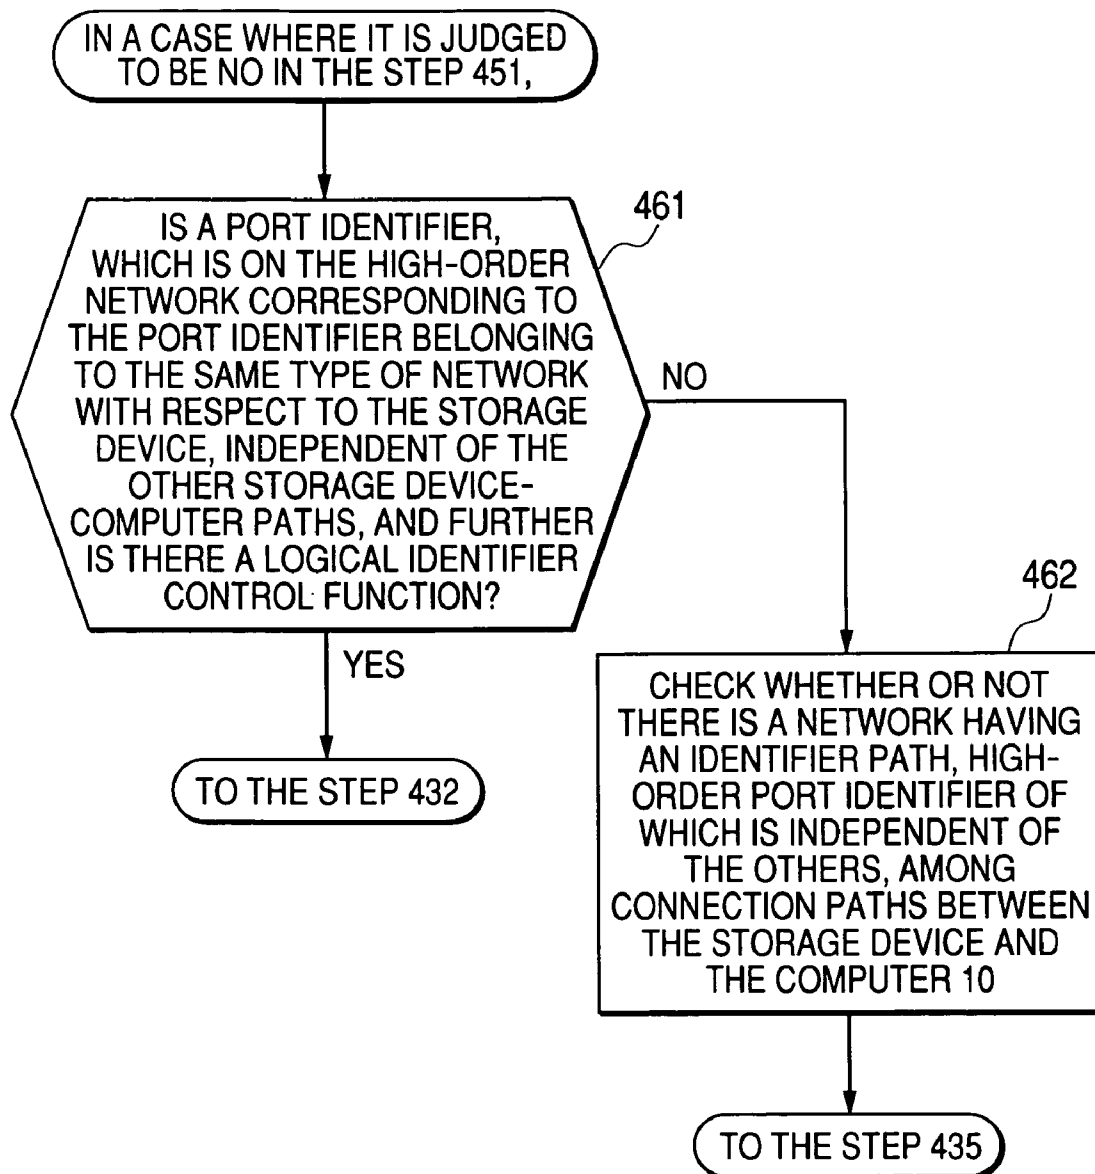 IN A CASE WHERE IT IS JUDGED
TO BE NO IN THE STEP 451,
461
IS A PORT IDENTIFIER,
WHICH IS ON THE HIGH-ORDER
NETWORK CORRESPONDING TO
THE PORT IDENTIFIER BELONGING
TO THE SAME TYPE OF NETWORK
WITH RESPECT TO THE STORAGE
DEVICE, INDEPENDENT OF THE
OTHER STORAGE DEVICE-
COMPUTER PATHS, AND FURTHER
IS THERE A LOGICAL IDENTIFIER
CONTROL FUNCTION?
NO
YES
TO THE STEP 432
462
CHECK WHETHER OR NOT
THERE IS A NETWORK HAVING
AN IDENTIFIER PATH, HIGH-
ORDER PORT IDENTIFIER OF
WHICH IS INDEPENDENT OF
THE OTHERS, AMONG
CONNECTION PATHS BETWEEN
THE STORAGE DEVICE AND
THE COMPUTER 10
TO THE STEP 435